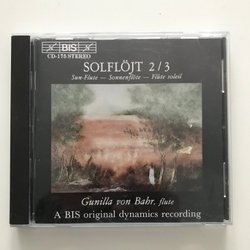 BIS
CD-175 STEREO
SOLFLÖJT 2/3
Sun-Flute — Sonnenflöte — Flûte soleil
Gunilla von Bahr, flute
A BIS original dynamics recording